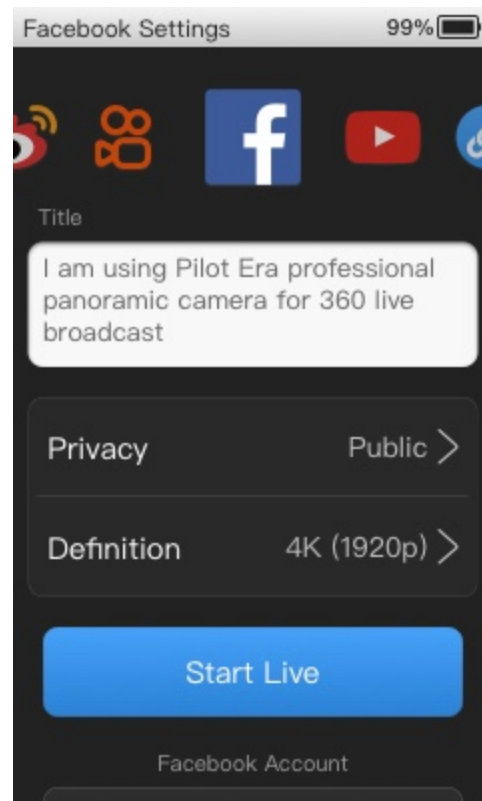 Facebook Settings 99%
Title
I am using Pilot Era professional
panoramic camera for 360 live
broadcast
Privacy Public
Definition 4K (1920p)
Start Live
Facebook Account